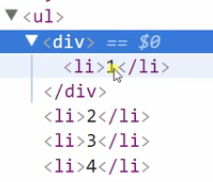 ▼<ul>
▼<div> == $0
<li>1</li>
</div>
<li>2</li>
<li>3</li>
<li>4</li>